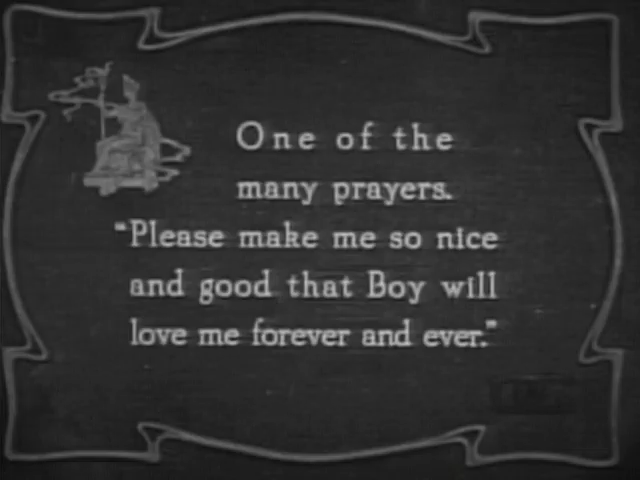 One of the
many prayers.
"Please make me so nice
and good that Boy will
love me forever and ever."